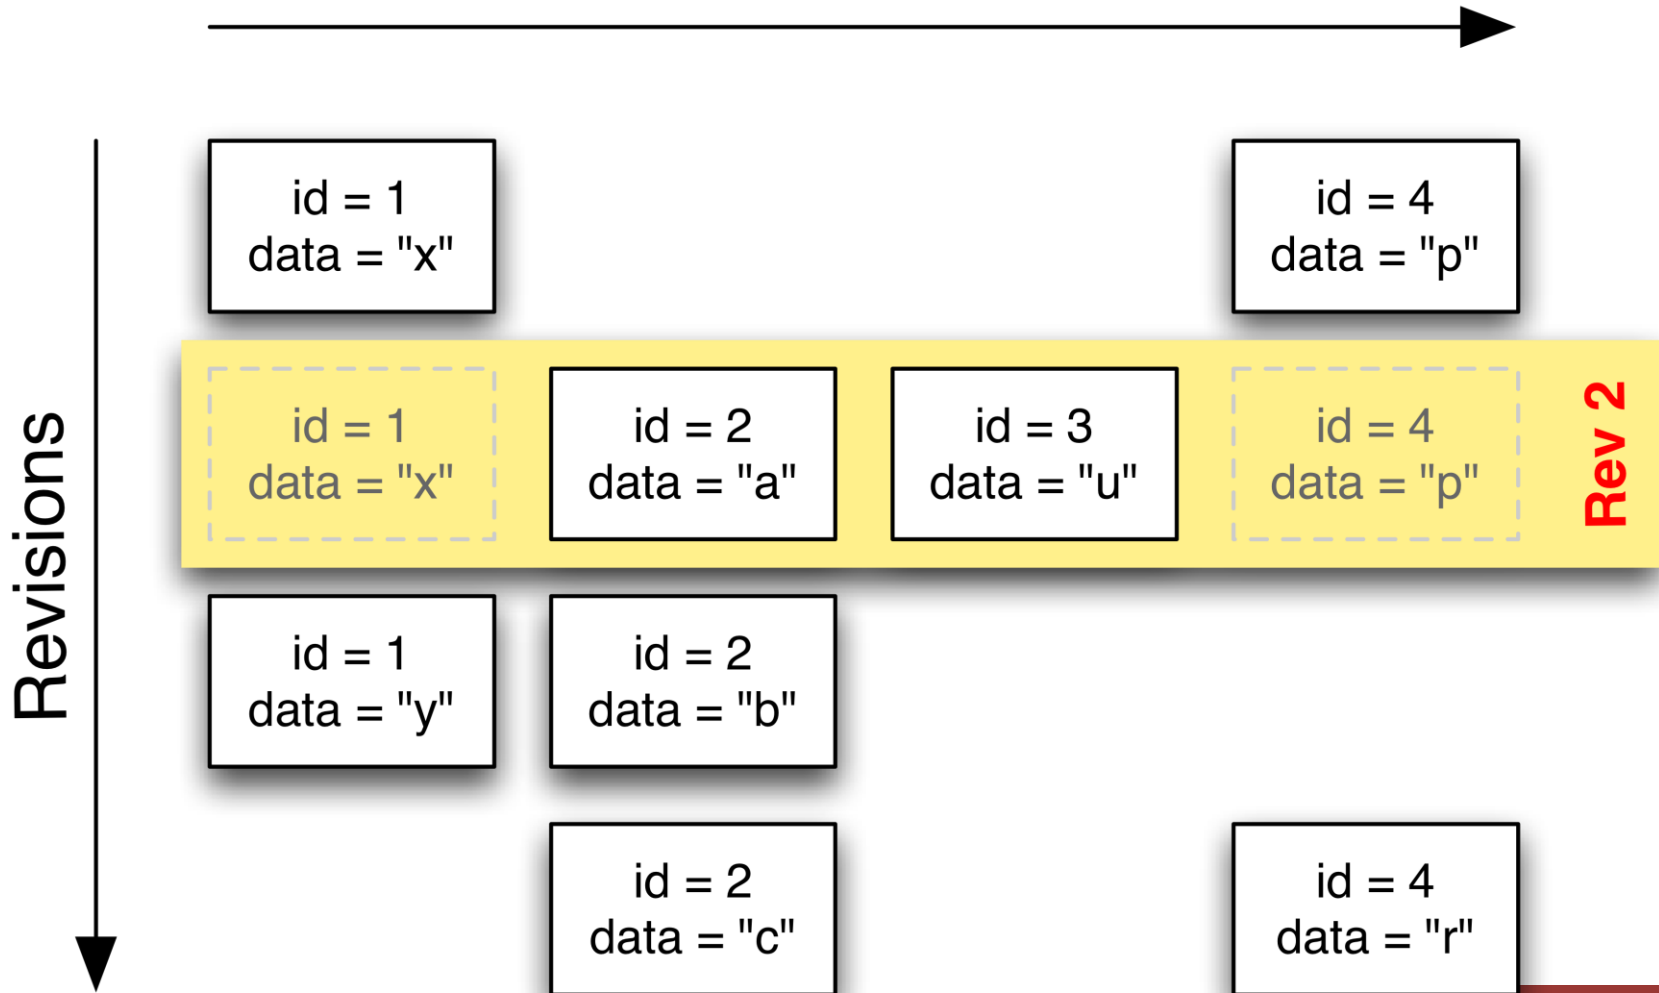 id = 1
data = "x"
id = 4
data = "p"
Revisions
id = 1
data = "x"
id = 2
data = "a"
id = 3
data = "u"
id = 4
data = "p"
Rev 2
id = 1
data = "y"
id = 2
data = "b"
id = 2
data = "c"
id = 4
data = "r"